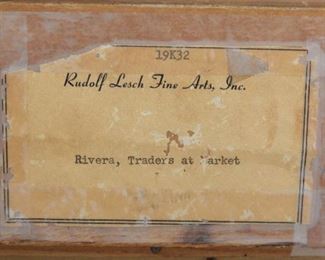 19K32
Rudolf Lesch Fine Arts, Inc.
Rivera, Traders at Market